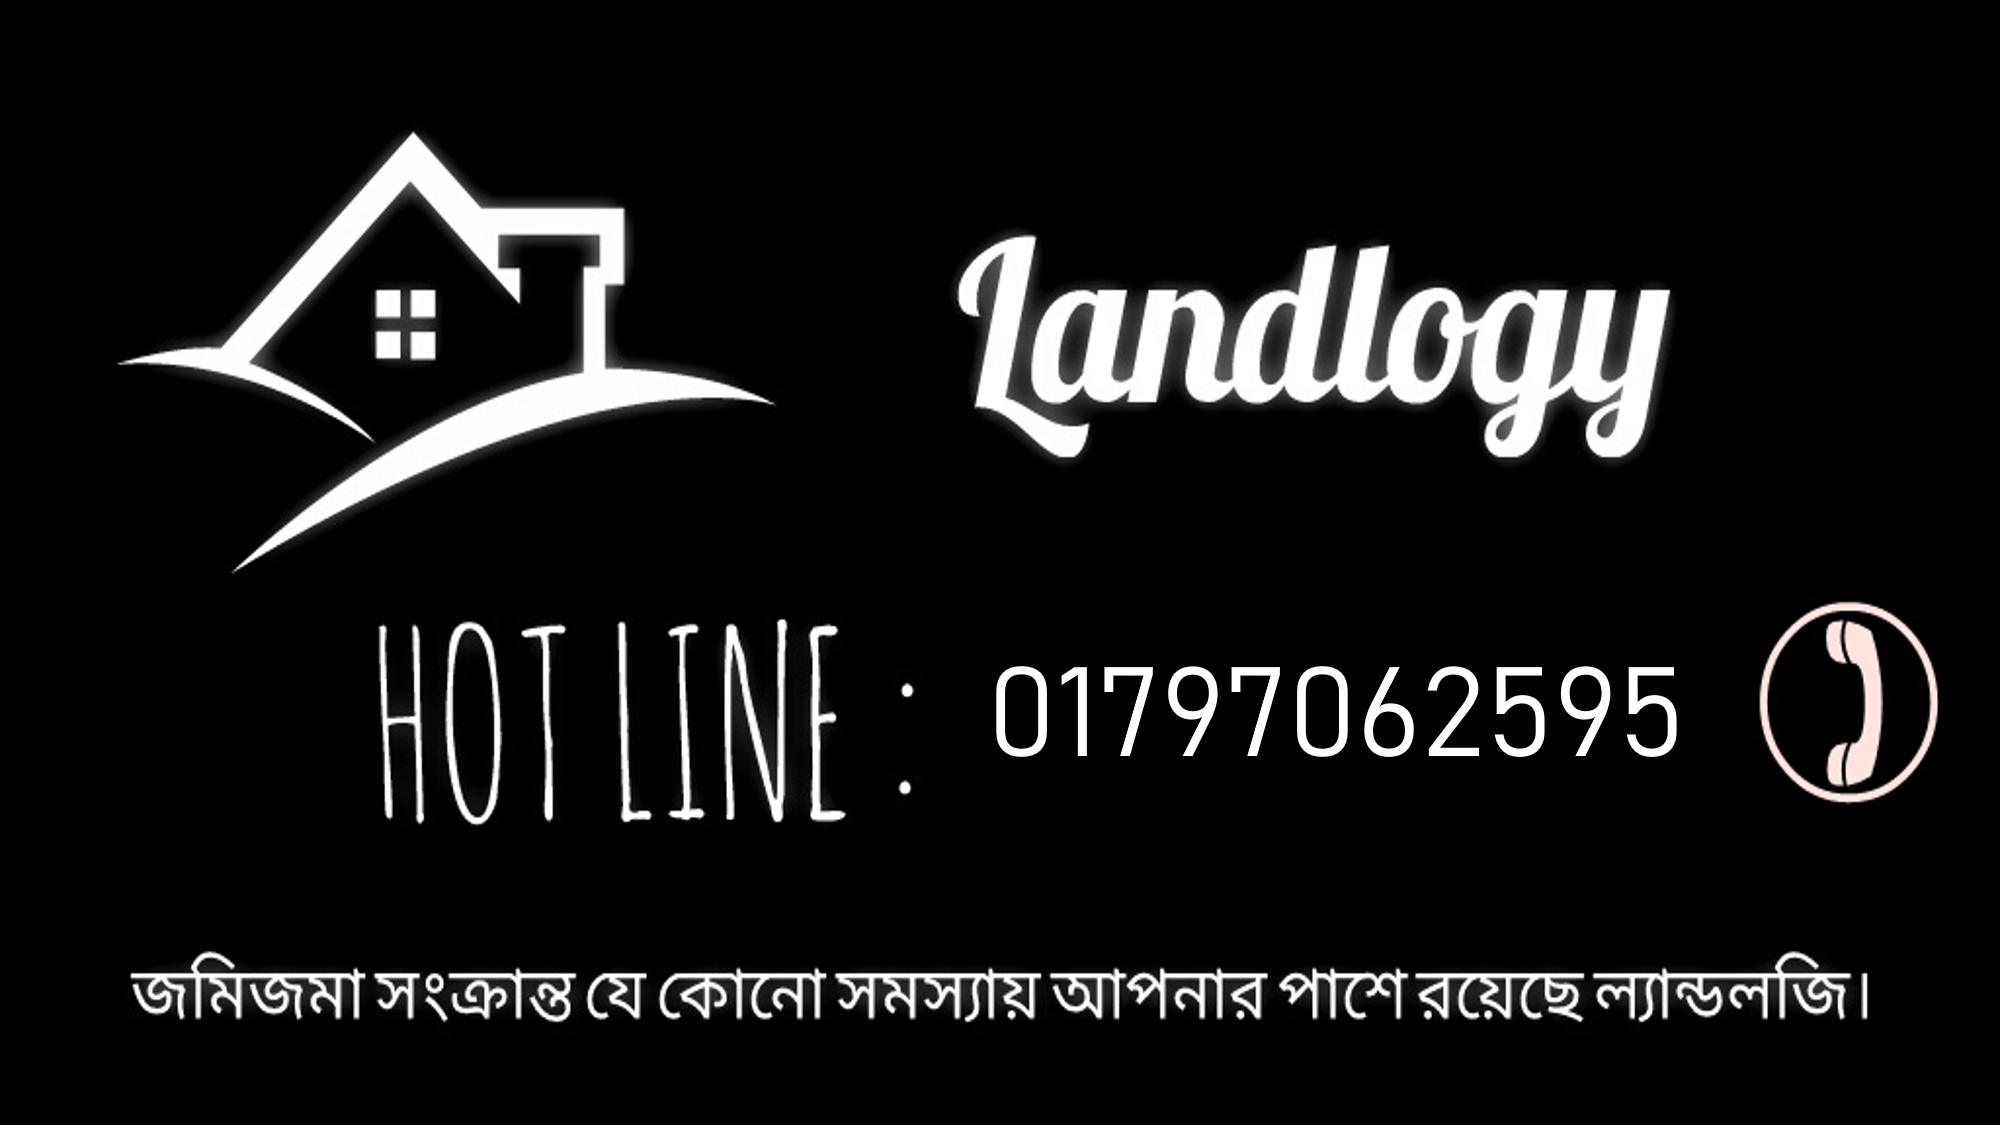 Landlogy
HOT LINE : 01797062595
জমিজমা সংক্রান্ত যে কোনো সমস্যায় আপনার পাশে রয়েছে ল্যান্ডলজি।